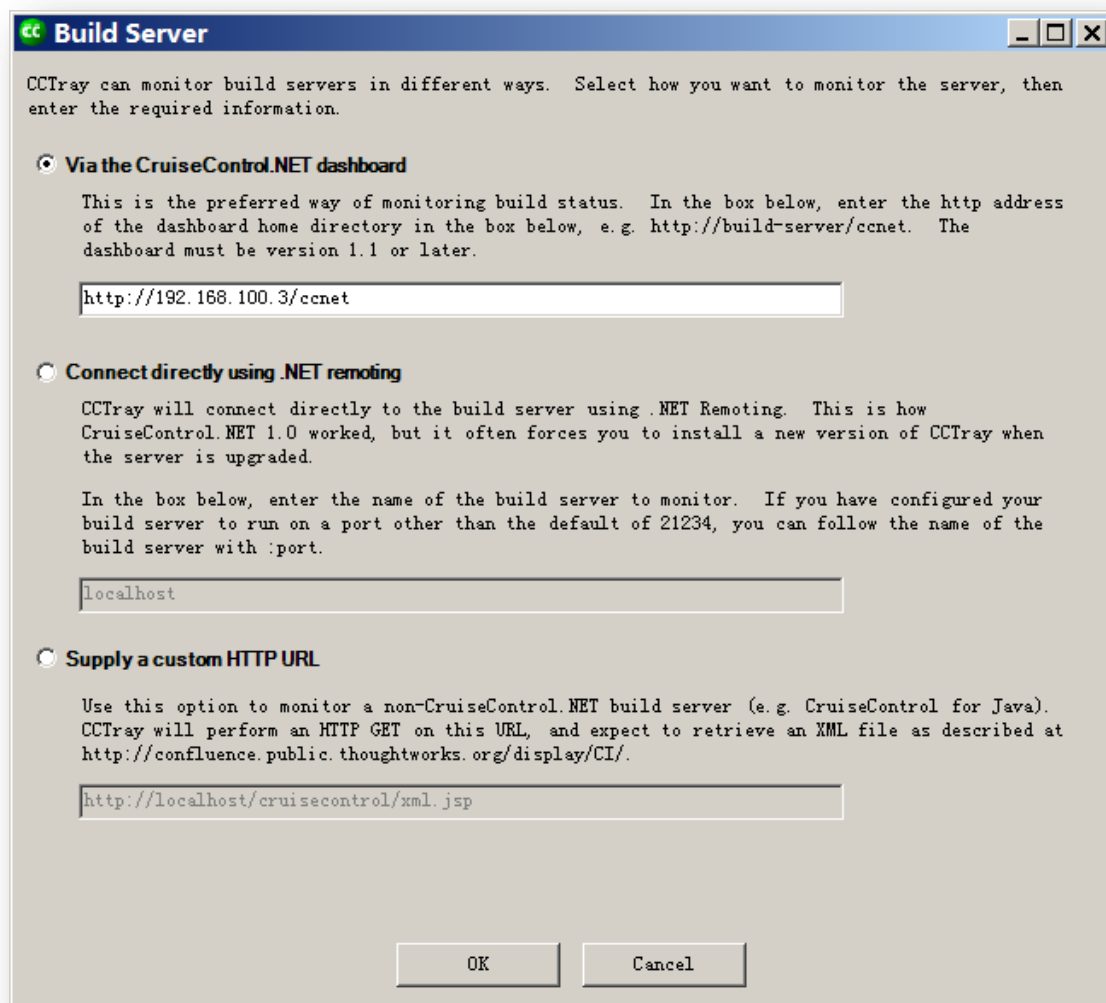 CC Build Server
CCTray can monitor build servers in different ways.  Select how you want to monitor the server, then
enter the required information.
Via the CruiseControl.NET dashboard
This is the preferred way of monitoring build status.  In the box below, enter the http address
of the dashboard home directory in the box below, e.g. http://build-server/ccnet.  The
dashboard must be version 1.1 or later.
http://192.168.100.3/ccnet
Connect directly using .NET remoting
CCTray will connect directly to the build server using .NET Remoting.  This is how
CruiseControl.NET 1.0 worked, but it often forces you to install a new version of CCTray when
the server is upgraded.
In the box below, enter the name of the build server to monitor.  If you have configured your
build server to run on a port other than the default of 21234, you can follow the name of the
build server with :port.
localhost
Supply a custom HTTP URL
Use this option to monitor a non-CruiseControl.NET build server (e.g. CruiseControl for Java).
CCTray will perform an HTTP GET on this URL, and expect to retrieve an XML file as described at
http://confluence.public.thoughtworks.org/display/CI/.
http://localhost/cruisecontrol/xml.jsp
OK Cancel